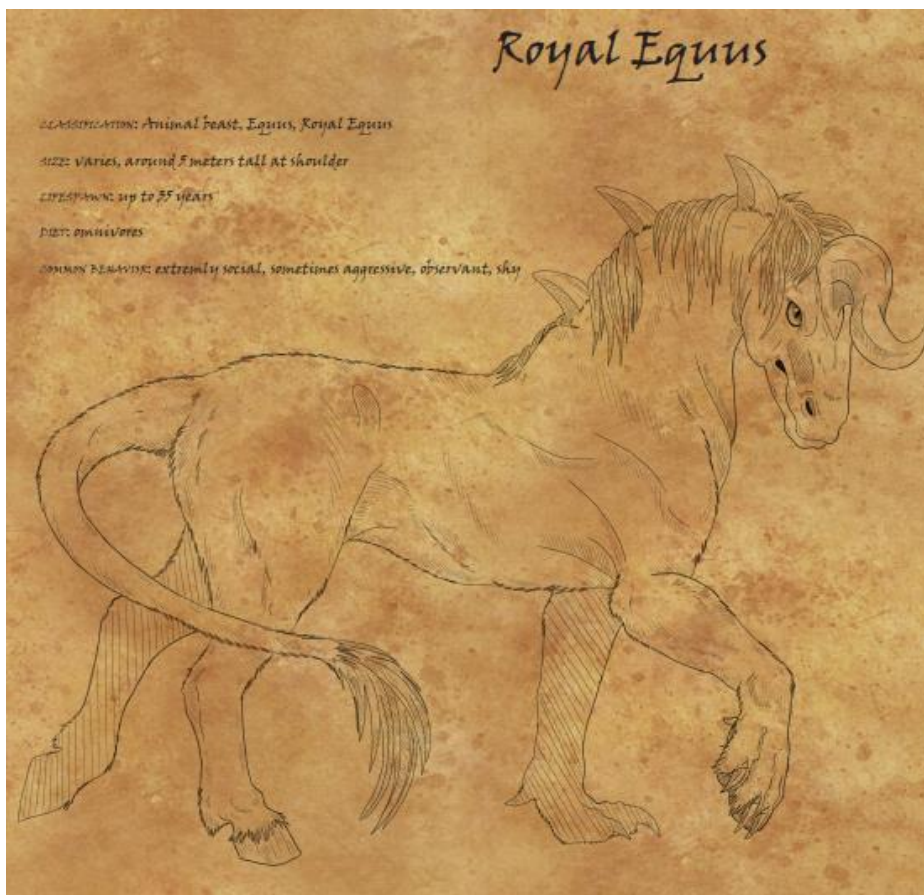 Royal Equus
CLASSIFICATION: Animal beast, Equus, Royal Equus
SIZE: varies, around 5 meters tall at shoulder
LIFESPAWN: up to 35 years
DIET: omnivores
COMMON BEHAVIOR: extremly social, sometimes aggressive, observant, shy